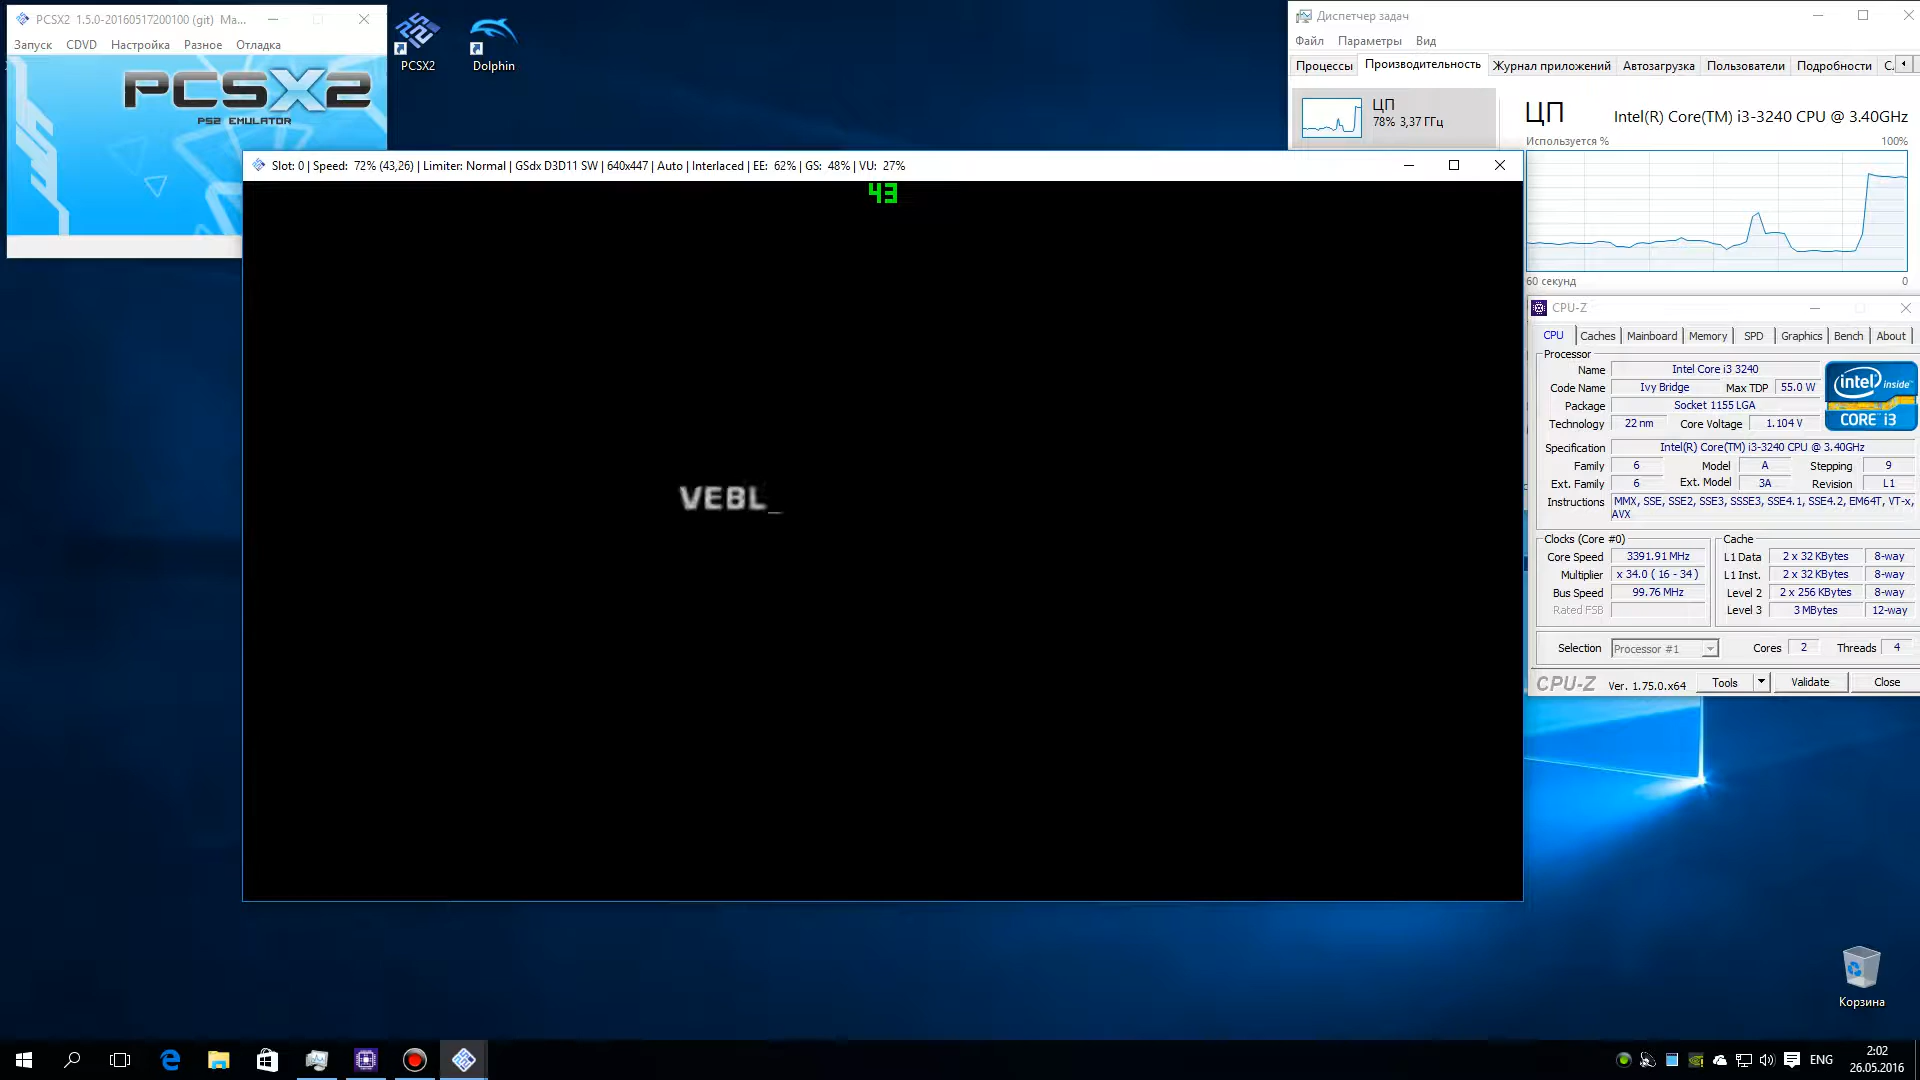 PCSX2 1.5.0-20160517200100 (git) Ma...
Запуск CDVD Настройка Разное Отладка
PCSX2
PS2 EMULATOR
PCSX2
Dolphin
Диспетчер задач
Файл Параметры Вид
Процессы Производительность Журнал приложений Автозагрузка Пользователи Подробности С.
ЦП
78% 3,37 ГГц
ЦП Intel(R) Core(TM) i3-3240 CPU @ 3.40GHz
Используется % 100%
60 секунд 0
Slot: 0 | Speed: 72% (43,26) | Limiter: Normal | GSdx D3D11 SW | 640x447 | Auto | Interlaced | EE: 62% | GS: 48% | VU: 27%
43
VEBL_
CPU-Z
CPU Caches Mainboard Memory SPD Graphics Bench About
Processor
Name Intel Core i3 3240
Code Name Ivy Bridge Max TDP 55.0 W
Package Socket 1155 LGA
Technology 22 nm Core Voltage 1.104 V
intel inside
CORE i3
Specification Intel(R) Core(TM) i3-3240 CPU @ 3.40GHz
Family 6 Model A Stepping 9
Ext. Family 6 Ext. Model 3A Revision L1
Instructions MMX, SSE, SSE2, SSE3, SSSE3, SSE4.1, SSE4.2, EM64T, VT-x,
AVX
Clocks (Core #0) Cache
Core Speed 3391.91 MHz L1 Data 2 x 32 KBytes 8-way
Multiplier x 34.0 ( 16 - 34 ) L1 Inst. 2 x 32 KBytes 8-way
Bus Speed 99.76 MHz Level 2 2 x 256 KBytes 8-way
Rated FSB Level 3 3 MBytes 12-way
Selection Processor #1 Cores 2 Threads 4
CPU-Z Ver. 1.75.0.x64 Tools Validate Close
Корзина
ENG
2:02
26.05.2016